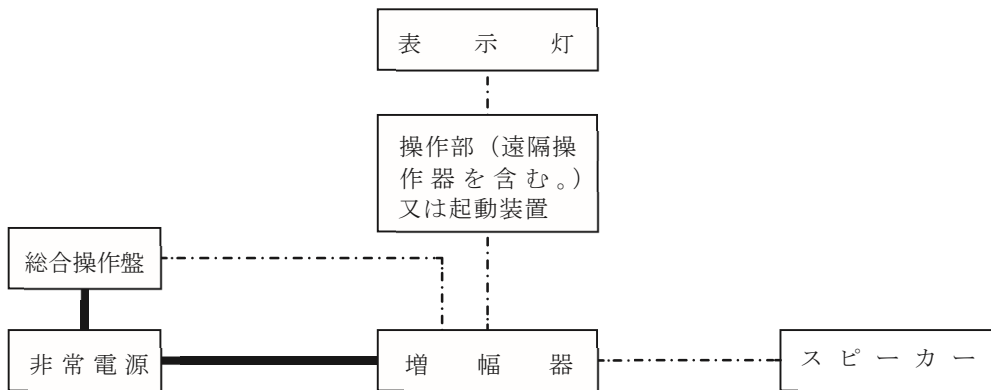 表示灯
操作部（遠隔操
作器を含む。）
又は起動装置
総合操作盤
非常電源
増幅器
スピーカー